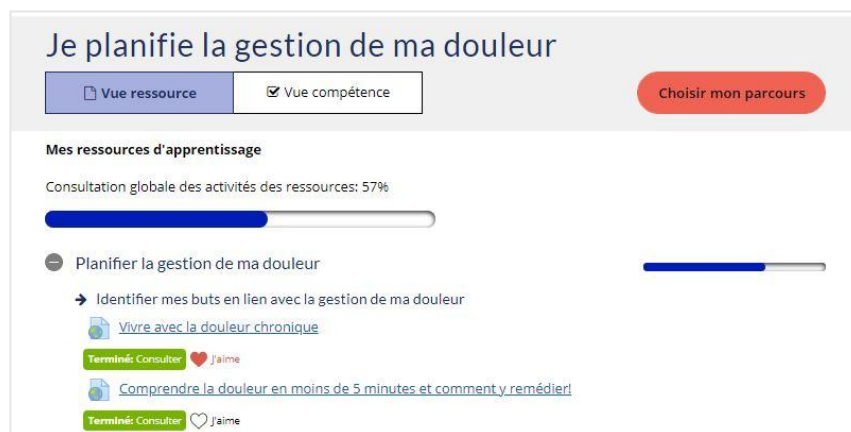 Je planifie la gestion de ma douleur
Vue ressource
Vue compétence
Choisir mon parcours
Mes ressources d'apprentissage
Consultation globale des activités des ressources: 57%
Planifier la gestion de ma douleur
Identifier mes buts en lien avec la gestion de ma douleur
Vivre avec la douleur chronique
Terminé: Consulter J'aime
Comprendre la douleur en moins de 5 minutes et comment y remédier!
Terminé: Consulter J'aime